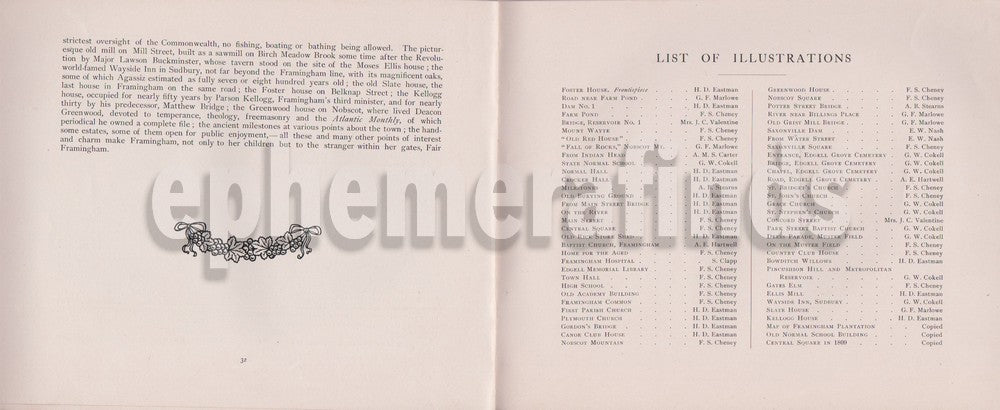 strictest oversight of the Commonwealth, no fishing, boating or bathing being allowed. The pictur-
esque old mill on Mill Street, built as a sawmill on Birch Meadow Brook some time after the Revolu-
tion by Major Lawson Buckminster, whose tavern stood on the site of the Moses Ellis house; the
world-famed Wayside Inn in Sudbury, not far beyond the Framingham line, with its magnificent oaks,
some of which Agassiz estimated as fully seven or eight hundred years old; the old Slate house, the
last house in Framingham on the same road; the Foster house on Belknap Street; the Kellogg
house, occupied for nearly fifty years by Parson Kellogg, Framingham's third minister, and for nearly
thirty by his predecessor, Matthew Bridge; the Greenwood house on Nobscot, where lived Deacon
Greenwood, devoted to temperance, theology, freemasonry and the Atlantic Monthly, of which
periodical he owned a complete file; the ancient milestones at various points about the town; the hand-
some estates, some of them open for public enjoyment,— all these and many other points of interest
and charm make Framingham, not only to her children but to the stranger within her gates, Fair
Framingham.
32
LIST OF ILLUSTRATIONS
Foster House, Frontispiece . . H. D. Eastman
Road near Farm Pond . . G. F. Marlowe
Dam No. 1 . . . H. D. Eastman
Farm Pond . . . F. S. Cheney
Bridge, Reservoir No. 1 . Mrs. J. C. Valentine
Mount Wayte . . . F. S. Cheney
"Old Red House" . . . F. S. Cheney
"Fall of Rocks," Nobscot Mt. . G. F. Marlowe
From Indian Head . . A. M. S. Carter
State Normal School . . G. W. Cokell
Normal Hall . . . H. D. Eastman
Crocker Hall . . . H. D. Eastman
Milestone . . . A. R. Stearns
Old Burying Ground . . H. D. Eastman
From Main Street Bridge . . H. D. Eastman
On the River . . . H. D. Eastman
Main Street . . . F. S. Cheney
Central Square . . . F. S. Cheney
Old Rice Store Shop . . H. D. Eastman
Baptist Church, Framingham . A. E. Hartwell
Home for the Aged . . F. S. Cheney
Framingham Hospital . . S. Clapp
Edgell Memorial Library . . F. S. Cheney
Town Hall . . . F. S. Cheney
High School . . . F. S. Cheney
Old Academy Building . . F. S. Cheney
Framingham Common . . F. S. Cheney
First Parish Church . . H. D. Eastman
Plymouth Church . . H. D. Eastman
Gordon's Bridge . . . H. D. Eastman
Canoe Club House . . H. D. Eastman
Nobscot Mountain . . F. S. Cheney
Greenwood House . . . F. S. Cheney
Nobscot Square . . . F. S. Cheney
Potter Street Bridge . . A. R. Stearns
River near Billings Place . . G. F. Marlowe
Old Grist Mill Bridge . . G. F. Marlowe
Saxonville Dam . . . E. W. Nash
From Water Street . . E. W. Nash
Saxonville Square . . F. S. Cheney
Entrance, Edgell Grove Cemetery . G. W. Cokell
Bridge, Edgell Grove Cemetery . G. W. Cokell
Chapel, Edgell Grove Cemetery . G. W. Cokell
Road, Edgell Grove Cemetery . A. E. Hartwell
St. Bridget's Church . . F. S. Cheney
St. John's Church . . F. S. Cheney
Grace Church . . . G. W. Cokell
St. Stephen's . . . G. W. Cokell
Concord Street . . Mrs. J. C. Valentine
Park Street Baptist Church . G. W. Cokell
Dress Parade, Muster Field . G. W. Cokell
On the Muster Field . . F. S. Cheney
Country Club House . . F. S. Cheney
Bowditch Willows . . H. D. Eastman
Pincushion Hill and Metropolitan
Reservoir . . . G. W. Cokell
Gates Elm . . . F. S. Cheney
Ellis Mill . . . H. D. Eastman
Wayside Inn, Sudbury . . G. W. Cokell
Slate House . . . G. F. Marlowe
Kellogg House . . . H. D. Eastman
Map of Framingham Plantation . Copied
Old Normal School Building . Copied
Central Square in 1809 . . Copied
ephemerafinds